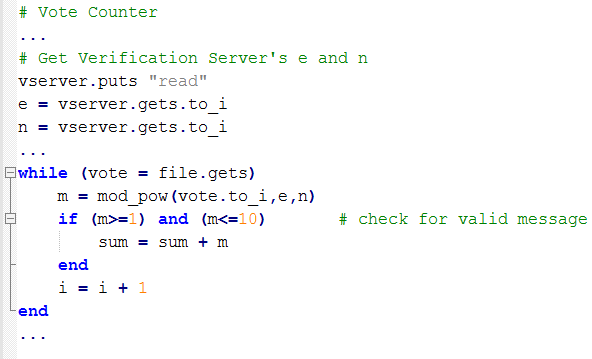 # Vote Counter
...
# Get Verification Server's e and n
vserver.puts "read"
e = vserver.gets.to_i
n = vserver.gets.to_i
...
while (vote = file.gets)
    m = mod_pow(vote.to_i,e,n)
    if (m>=1) and (m<=10)       # check for valid message
        sum = sum + m
    end
    i = i + 1
end
...